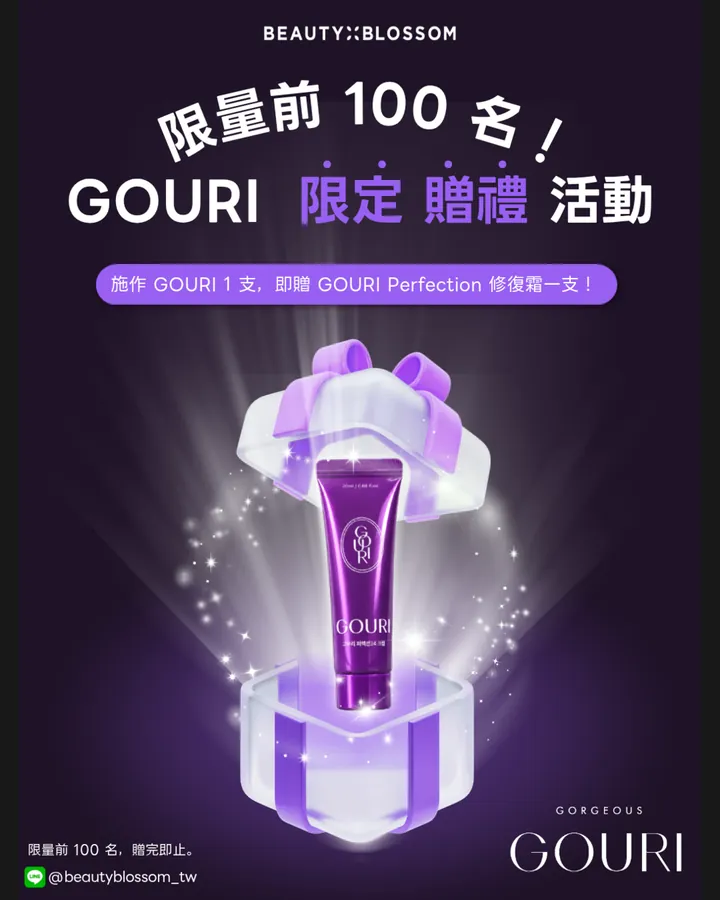 BEAUTY BLOSSOM
限量前 100 名！
GOURI 限定 贈禮 活動
施作 GOURI 1 支，即贈 GOURI Perfection 修復霜一支！
GOURI
GOURI
GORGEOUS
GOURI
限量前 100 名，贈完即止。
LINE @beautyblossom_tw